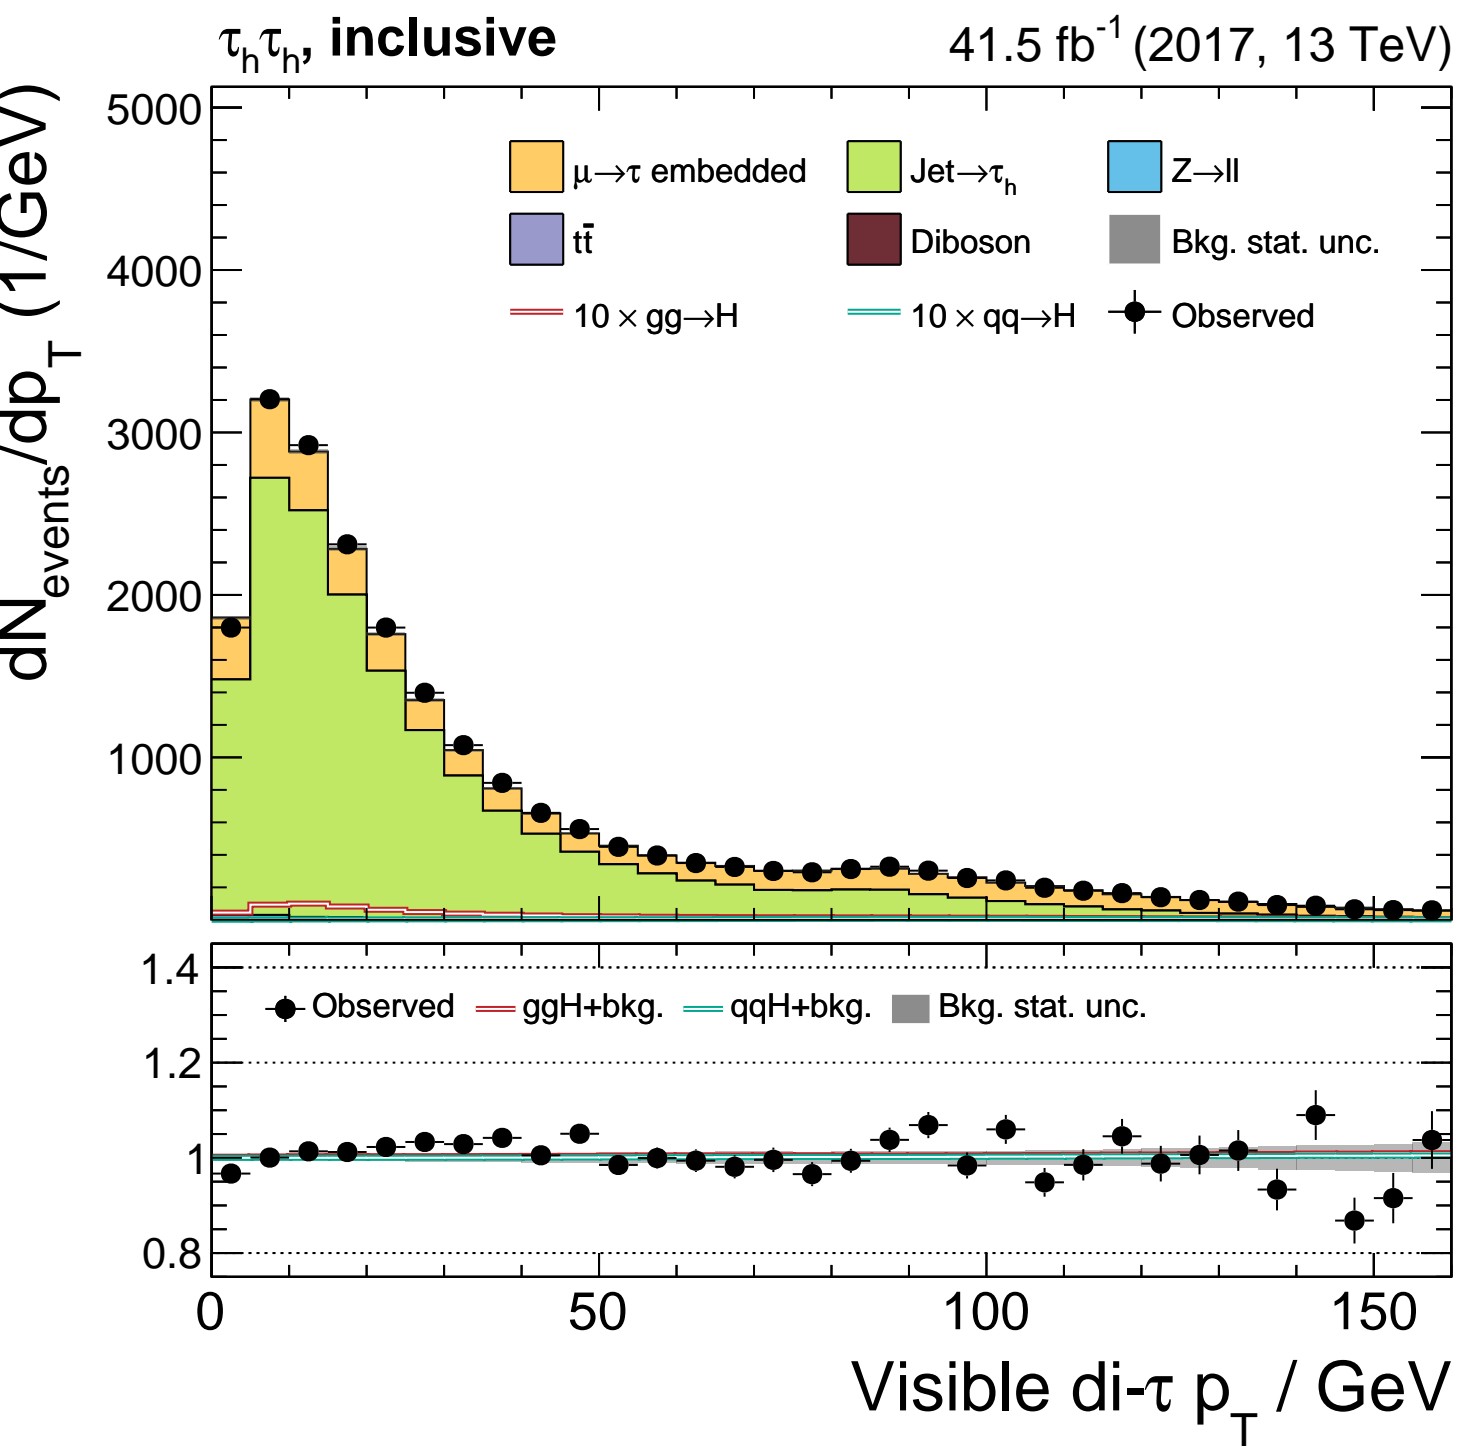 τhτh, inclusive 41.5 fb-1 (2017, 13 TeV)
dNevents/dpT (1/GeV)
5000
4000
3000
2000
1000
μ→τ embedded Jet→τh Z→ll
tt̄ Diboson Bkg. stat. unc.
10 × gg→H 10 × qq→H Observed
1.4
1.2
1
0.8
Observed ggH+bkg. qqH+bkg. Bkg. stat. unc.
0 50 100 150
Visible di-τ pT / GeV